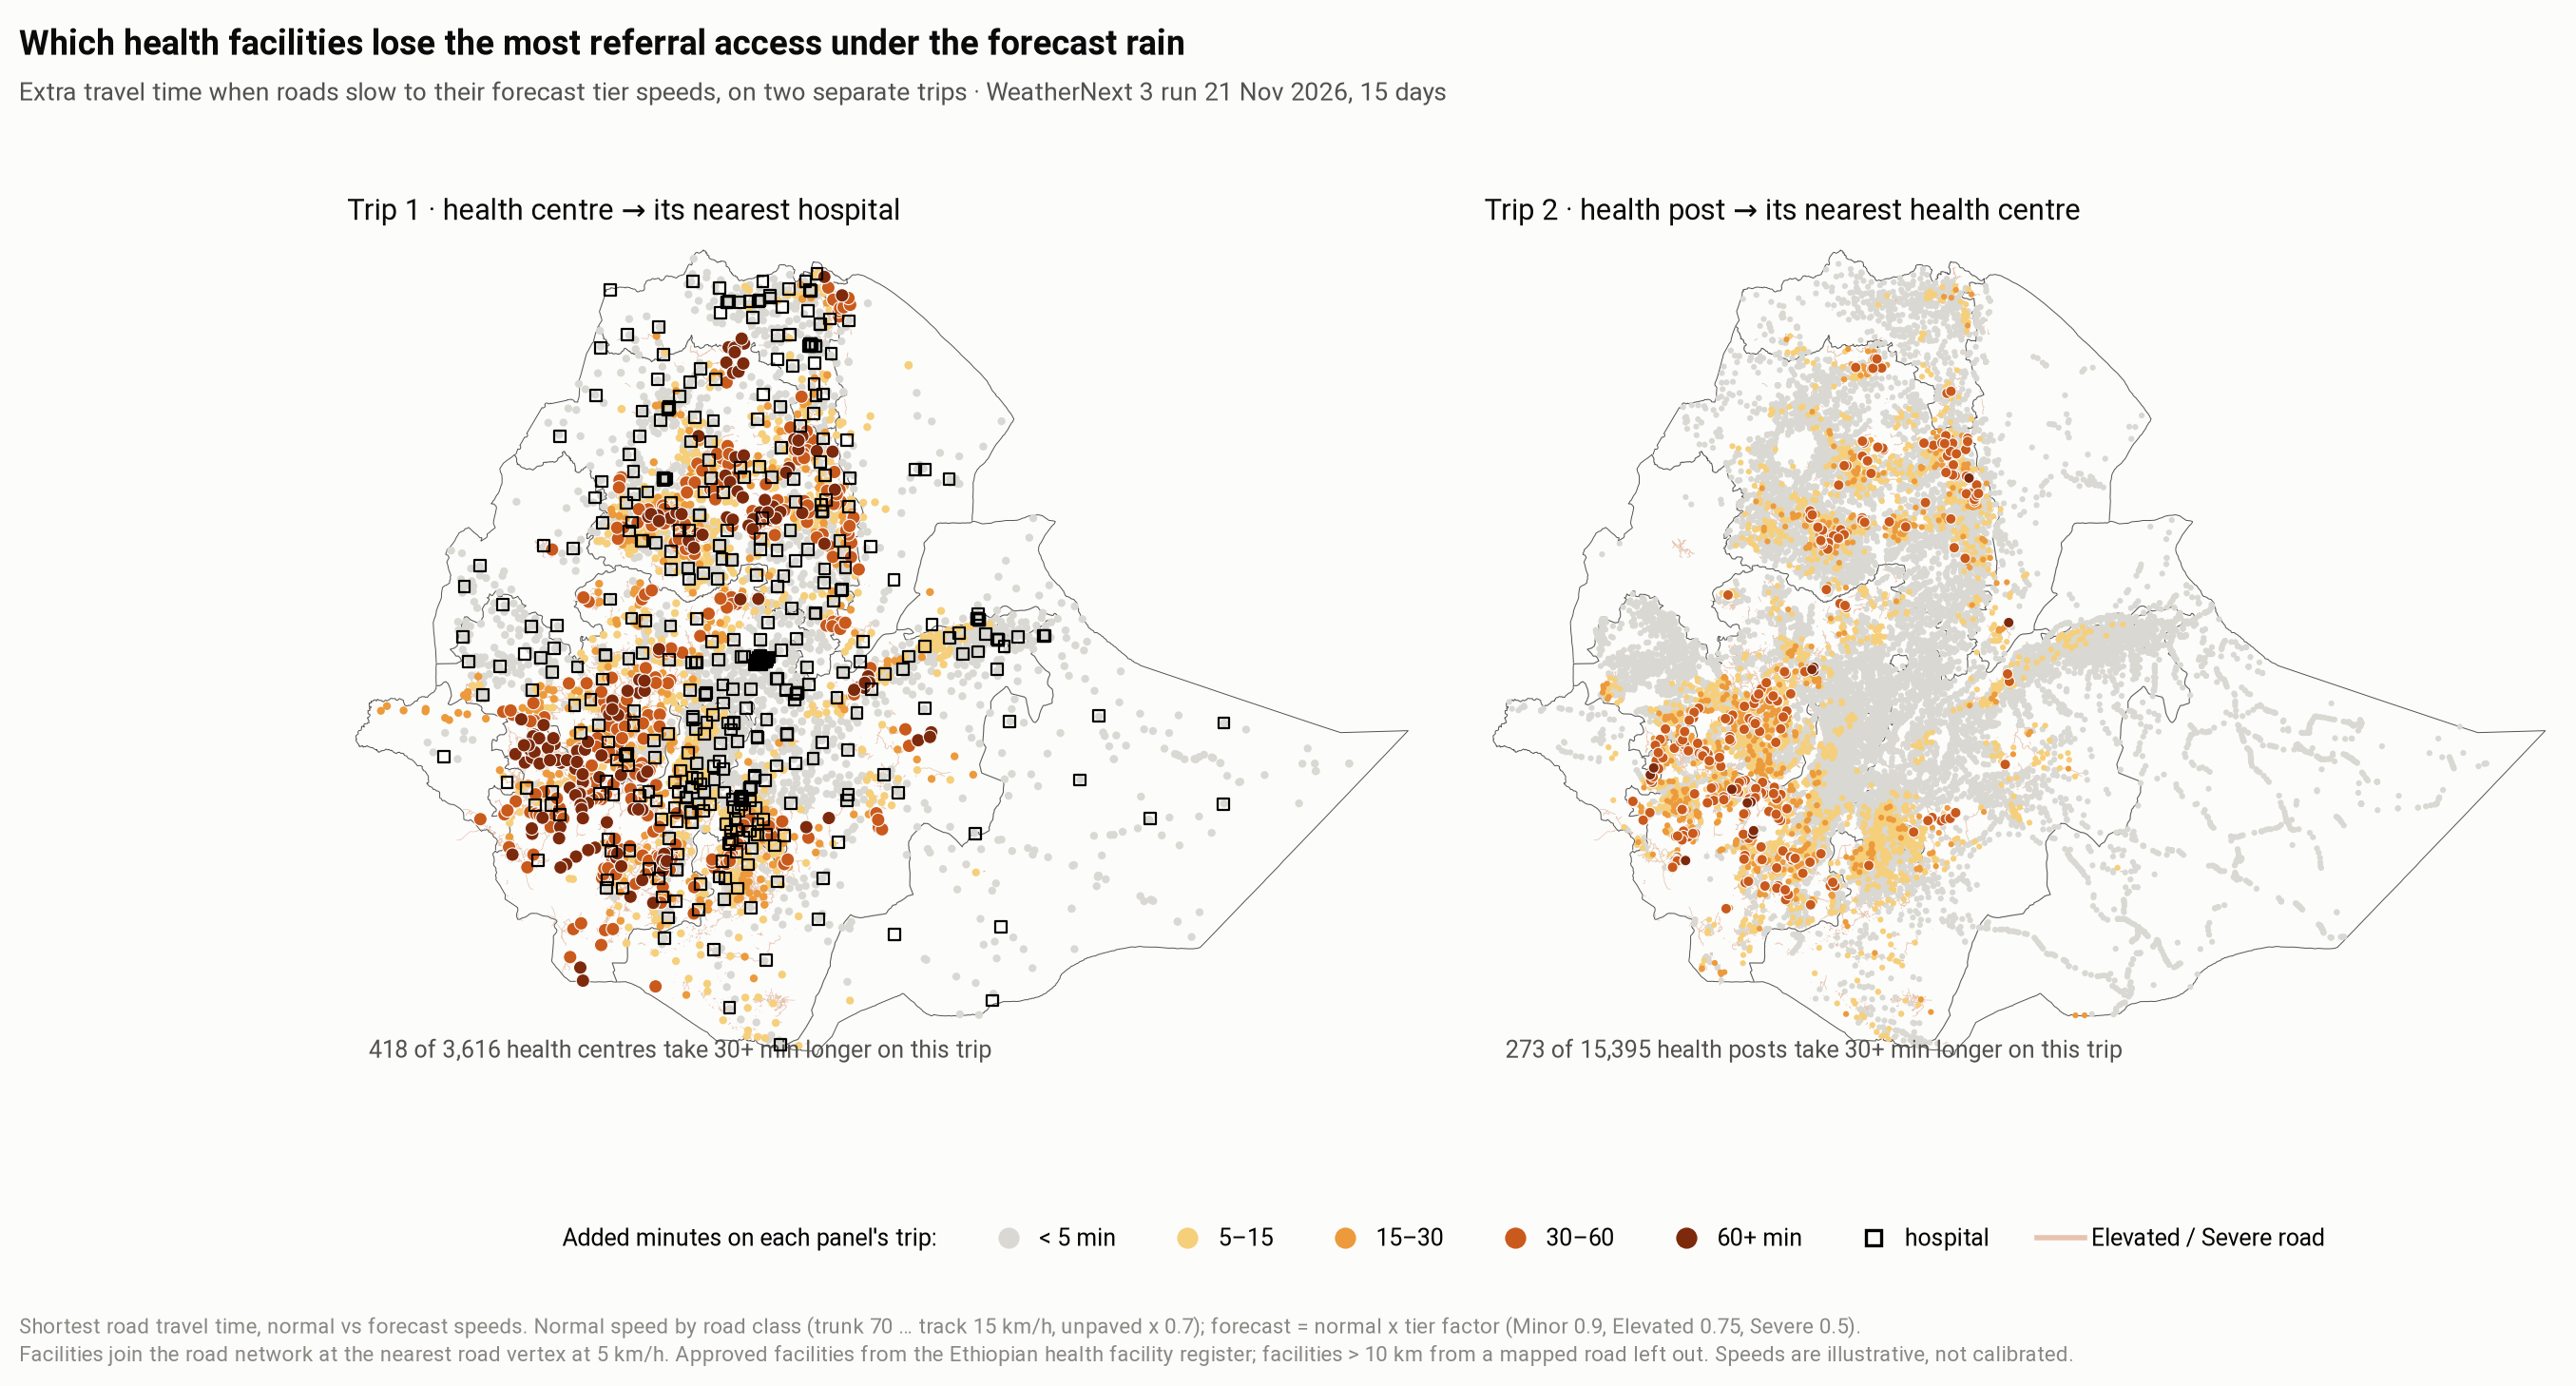 Which health facilities lose the most referral access under the forecast rain
Extra travel time when roads slow to their forecast tier speeds, on two separate trips · WeatherNext 3 run 21 Nov 2026, 15 days
Trip 1 · health centre → its nearest hospital
Trip 2 · health post → its nearest health centre
418 of 3,616 health centres take 30+ min longer on this trip
273 of 15,395 health posts take 30+ min longer on this trip
Added minutes on each panel's trip: < 5 min 5–15 15–30 30–60 60+ min hospital Elevated / Severe road
Shortest road travel time, normal vs forecast speeds. Normal speed by road class (trunk 70 … track 15 km/h, unpaved x 0.7); forecast = normal x tier factor (Minor 0.9, Elevated 0.75, Severe 0.5).
Facilities join the road network at the nearest road vertex at 5 km/h. Approved facilities from the Ethiopian health facility register; facilities > 10 km from a mapped road left out. Speeds are illustrative, not calibrated.